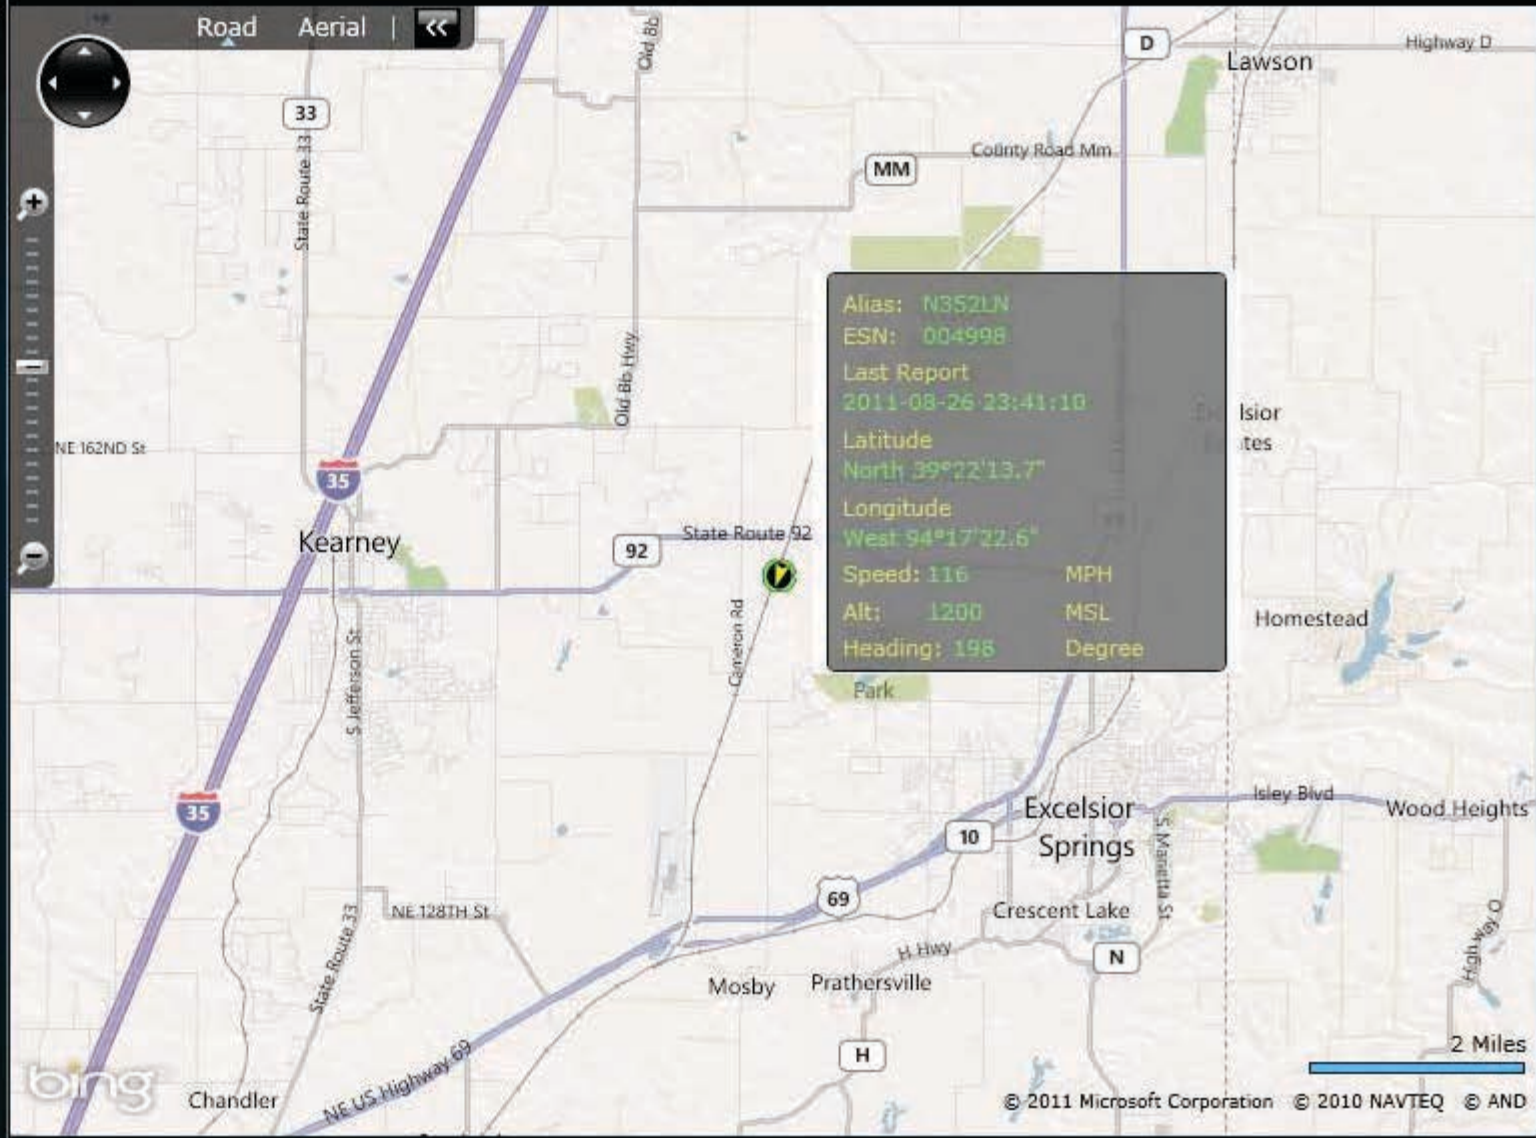 Road Aerial | <<
Old Bb
D
Highway D
Lawson
33
State Route 33
MM
County Road Mm
Alias: N352LN
ESN: 004998
Last Report
2011-08-26 23:41:10
Latitude
North 39°22'13.7"
Longitude
West 94°17'22.6"
Speed: 116 MPH
Alt: 1200 MSL
Heading: 198 Degree
Old Bb Hwy
NE 162ND St
35
Kearney
92
State Route 92
Cameron Rd
S Jefferson St
Homestead
Park
35
Excelsior
Springs
Isley Blvd
Wood Heights
10
69
S Marietta St
NE 128TH St
Crescent Lake
State Route 33
H Hwy
N
Highway O
Mosby
Prathersville
H
2 Miles
bing
Chandler
NE US Highway 69
© 2011 Microsoft Corporation © 2010 NAVTEQ © AND